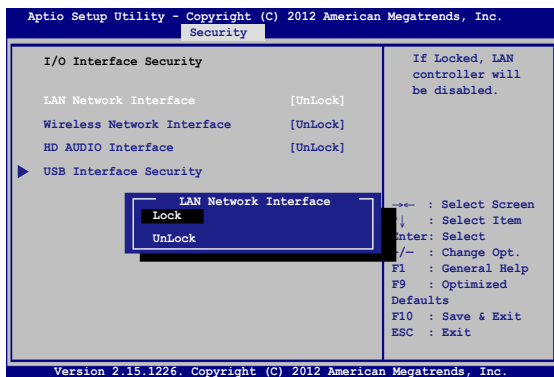 Aptio Setup Utility - Copyright (C) 2012 American Megatrends, Inc.
Security
I/O Interface Security
LAN Network Interface [UnLock]
Wireless Network Interface [UnLock]
HD AUDIO Interface [UnLock]
USB Interface Security
LAN Network Interface
Lock
UnLock
If Locked, LAN
controller will
be disabled.
→← : Select Screen
↓ : Select Item
Enter: Select
/— : Change Opt.
F1 : General Help
F9 : Optimized
Defaults
F10 : Save & Exit
ESC : Exit
Version 2.15.1226. Copyright (C) 2012 American Megatrends, Inc.